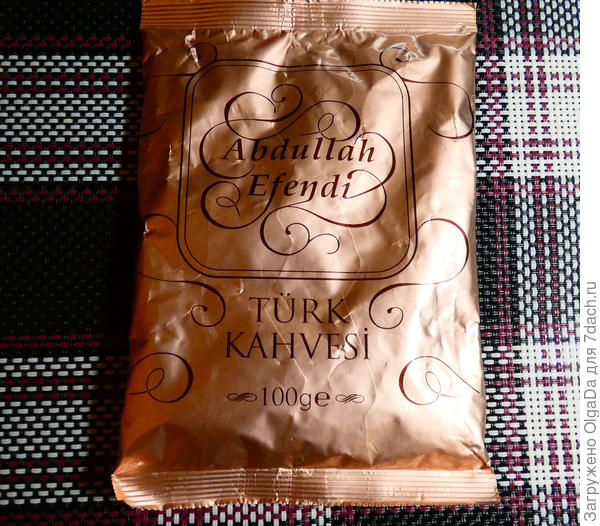 Abdullah
Efendi
TÜRK
KAHVESİ
100ge
Загружено OlgaDa для 7dach.ru